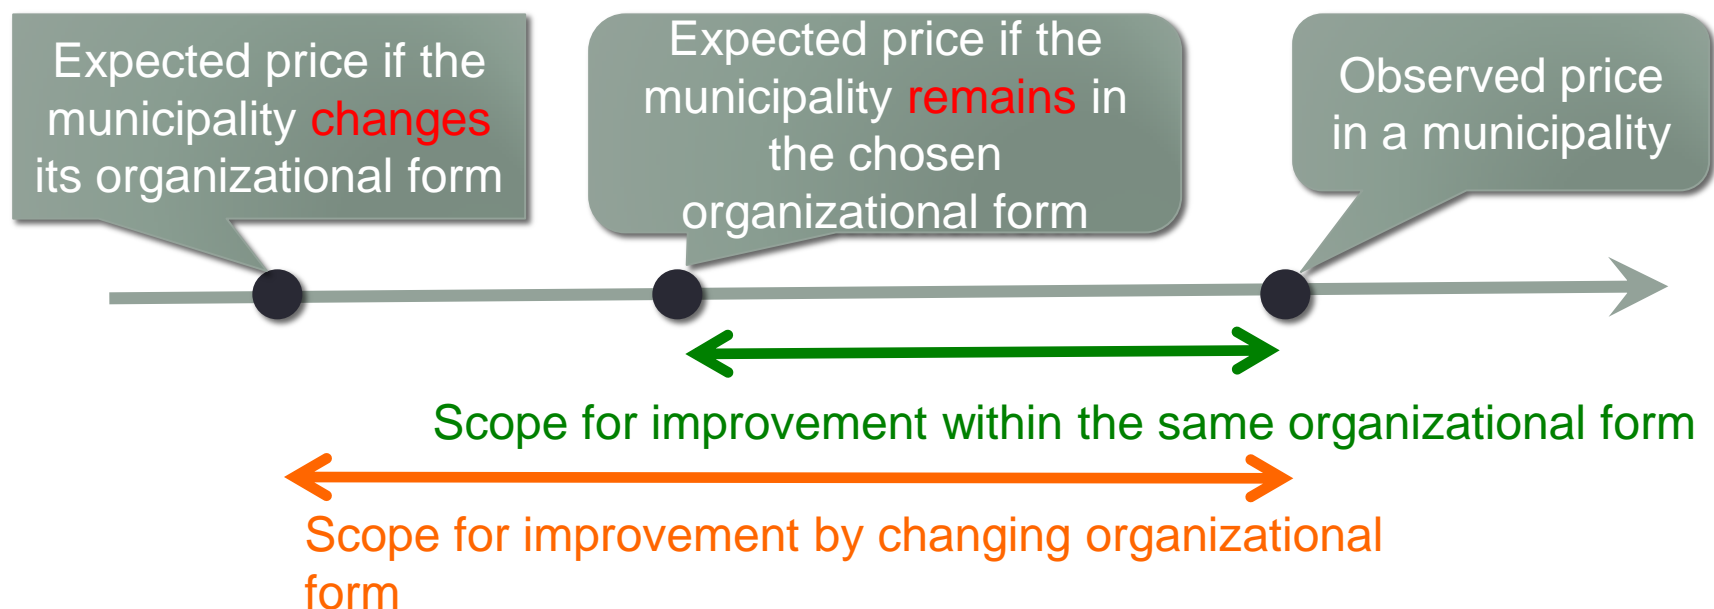 Expected price if the
municipality changes
its organizational form
Expected price if the
municipality remains in
the chosen
organizational form
Observed price
in a municipality
Scope for improvement within the same organizational form
Scope for improvement by changing organizational
form